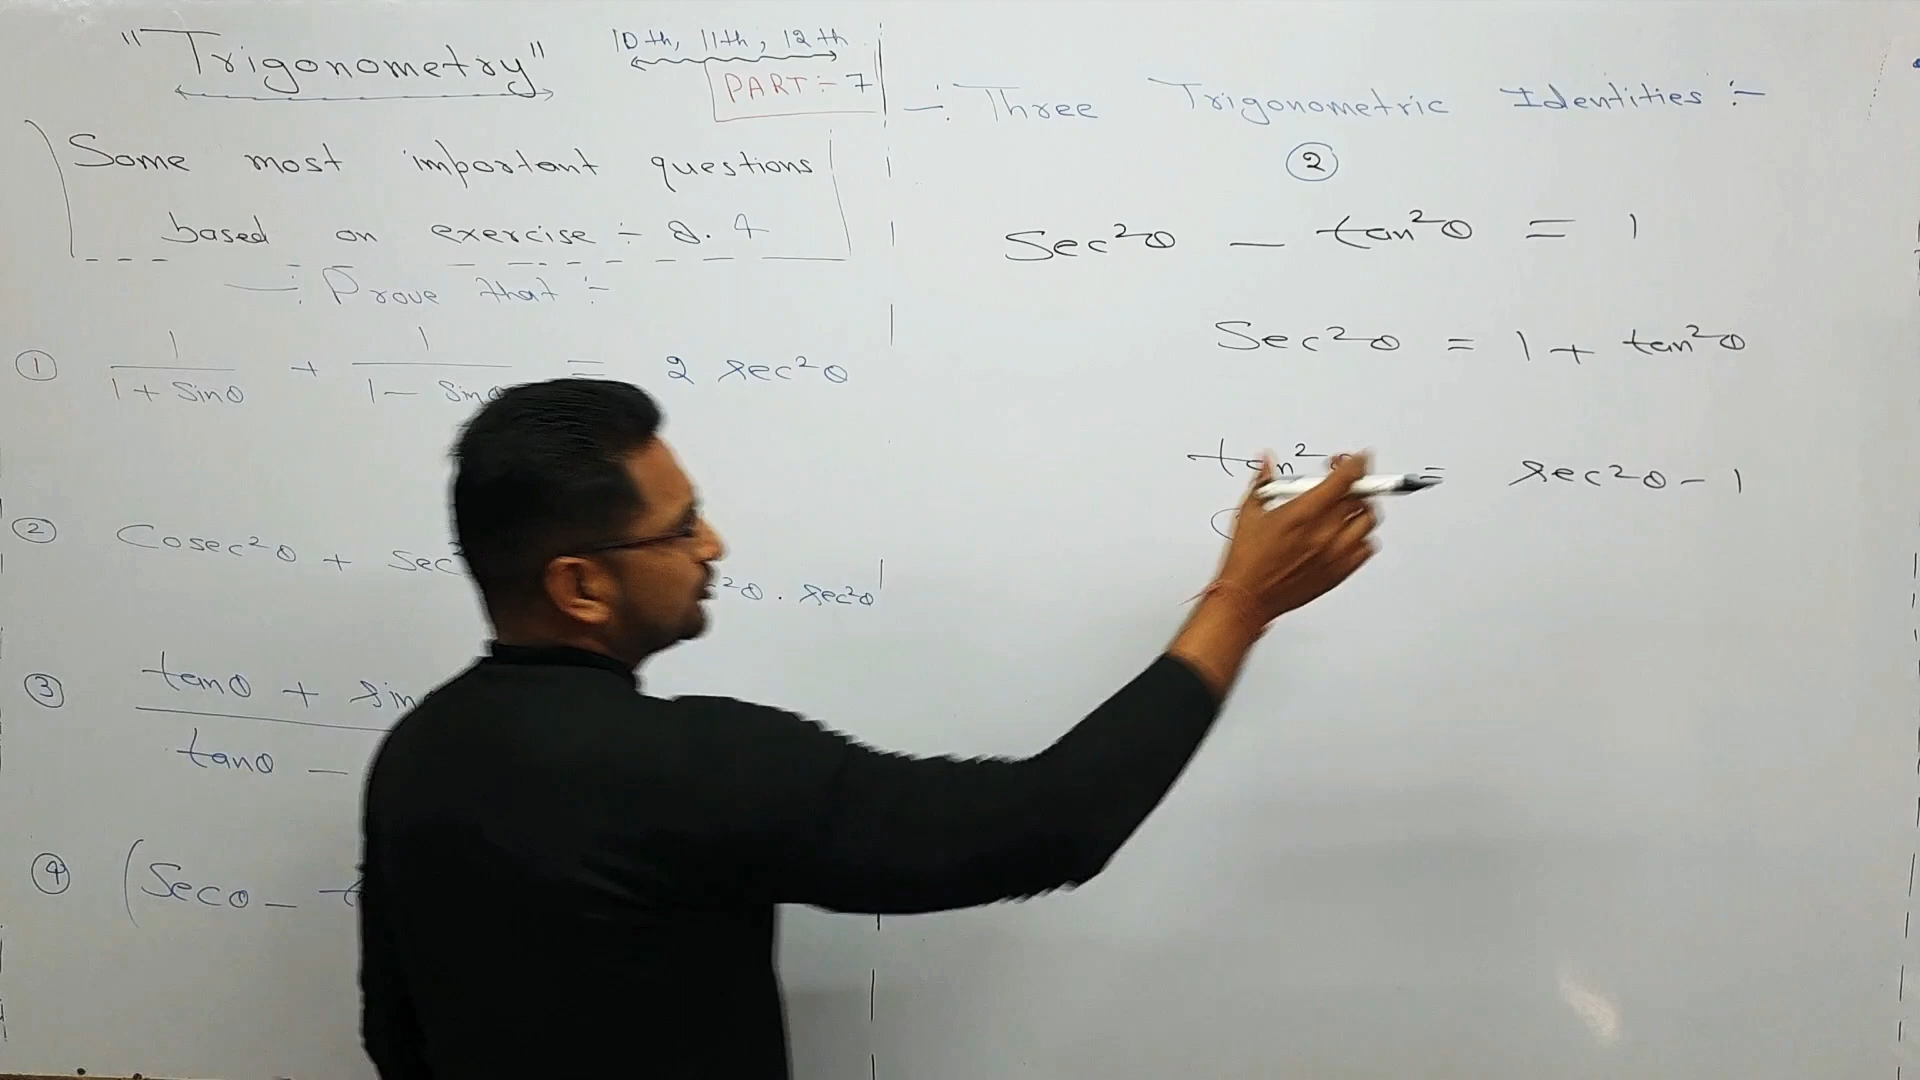 "Trigonometry"
10th, 11th, 12th
PART :- 7
Some most important questions
based on exercise :- 8.4
:- Prove that :-
① 1/(1 + Sinθ) + 1/(1 - Sinθ = 2 sec²θ
② Cosec²θ + Sec² ²θ . sec²θ
③ tanθ + sin
tanθ -
④ (Secθ - t
:- Three Trigonometric Identities :-
②
Sec²θ - tan²θ = 1
Sec²θ = 1 + tan²θ
tan²θ = sec²θ - 1